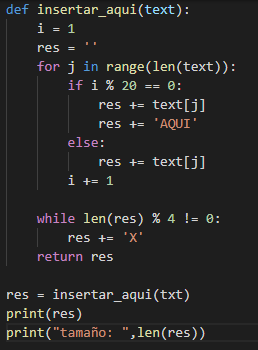 def insertar_aqui(text):
    i = 1
    res = ''
    for j in range(len(text)):
        if i % 20 == 0:
            res += text[j]
            res += 'AQUI'
        else:
            res += text[j]
        i += 1

    while len(res) % 4 != 0:
        res += 'X'
    return res

res = insertar_aqui(txt)
print(res)
print("tamaño: ",len(res))